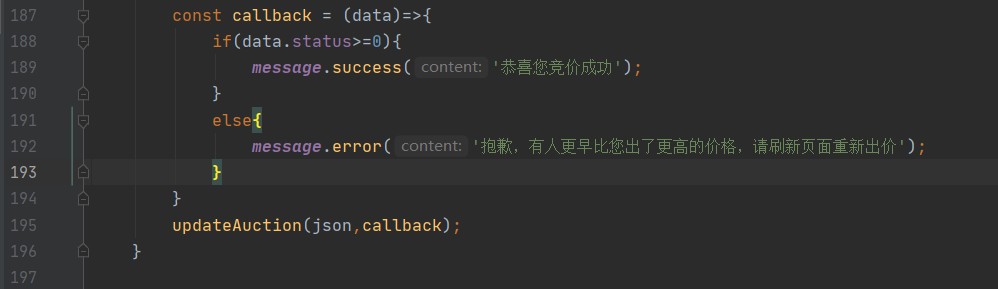 187 const callback = (data)=>{
188 if(data.status>=0){
189 message.success( content: '恭喜您竞价成功');
190 }
191 else{
192 message.error( content: '抱歉，有人更早比您出了更高的价格，请刷新页面重新出价');
193 }
194 }
195 updateAuction(json,callback);
196 }
197